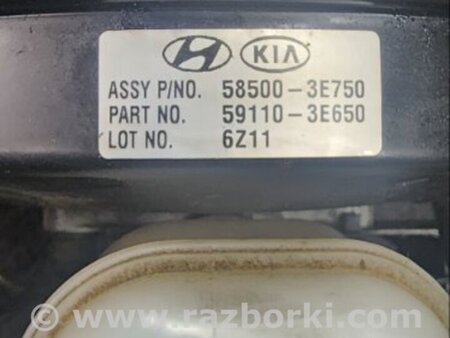 KIA
ASSY P/NO. 58500-3E750
PART NO. 59110-3E650
LOT NO. 6Z11
www.razborki.com